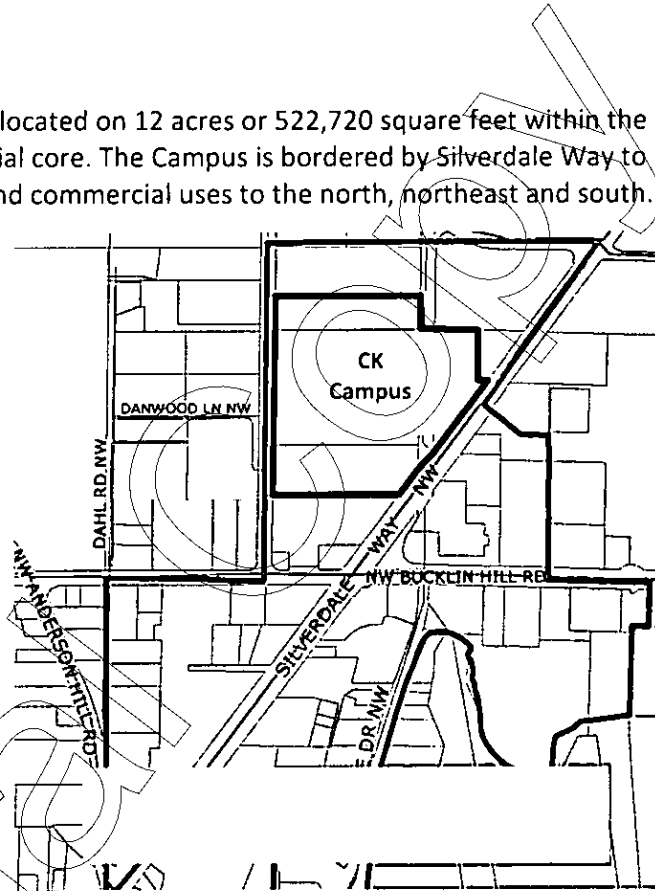 located on 12 acres or 522,720 square feet within the
ial core. The Campus is bordered by Silverdale Way to
nd commercial uses to the north, northeast and south.
CK
Campus
DANWOOD LN NW
DAHL RD NW
SILVERDALE WAY NW
NW BUCKLIN HILL RD
NW ANDERSON HILL RD
DR NW